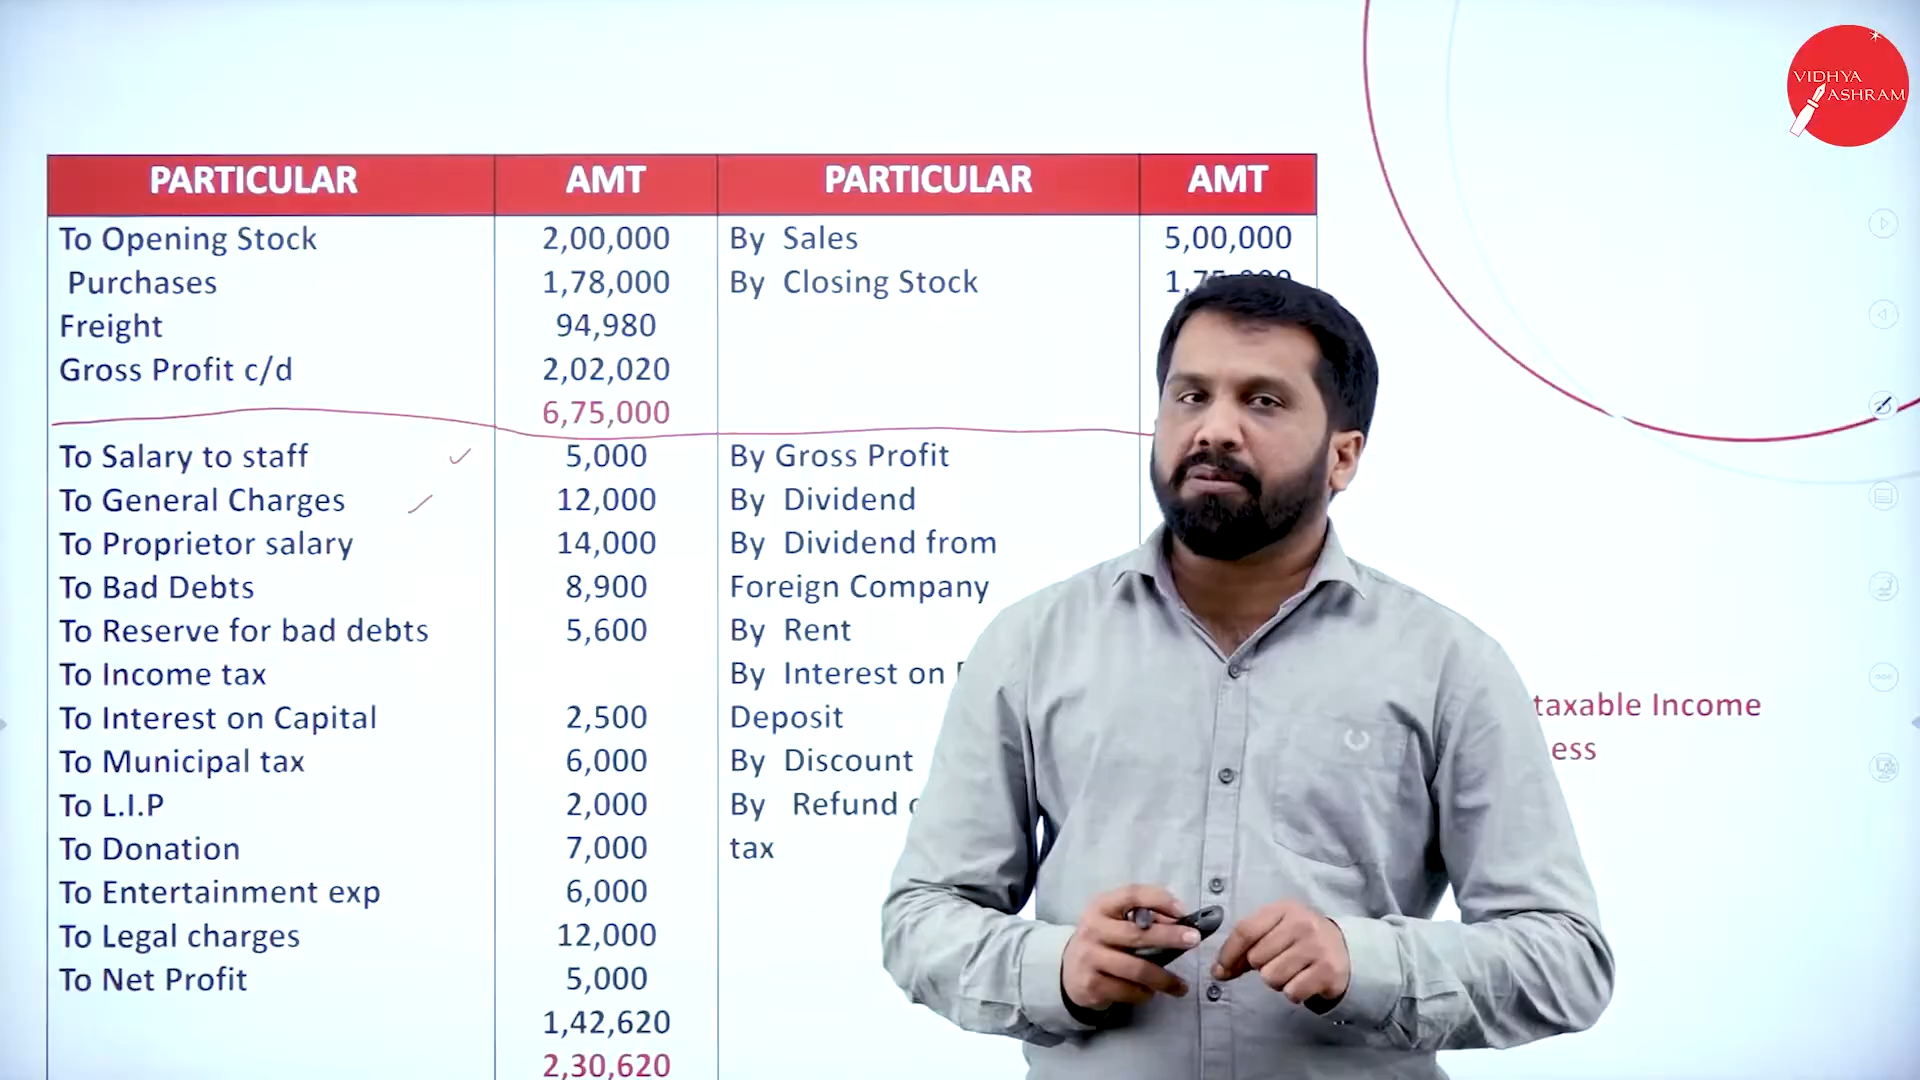 VIDHYA
ASHRAM
PARTICULAR AMT PARTICULAR AMT
To Opening Stock 2,00,000 By Sales 5,00,000
Purchases 1,78,000 By Closing Stock
Freight 94,980
Gross Profit c/d 2,02,020
6,75,000
To Salary to staff 5,000 By Gross Profit
To General Charges 12,000 By Dividend
To Proprietor salary 14,000 By Dividend from
To Bad Debts 8,900 Foreign Company
To Reserve for bad debts 5,600 By Rent
To Income tax By Interest on
To Interest on Capital 2,500 Deposit
taxable Income
To Municipal tax 6,000 By Discount
ess
To L.I.P 2,000 By Refund
To Donation 7,000 tax
To Entertainment exp 6,000
To Legal charges 12,000
To Net Profit 5,000
1,42,620
2,30,620